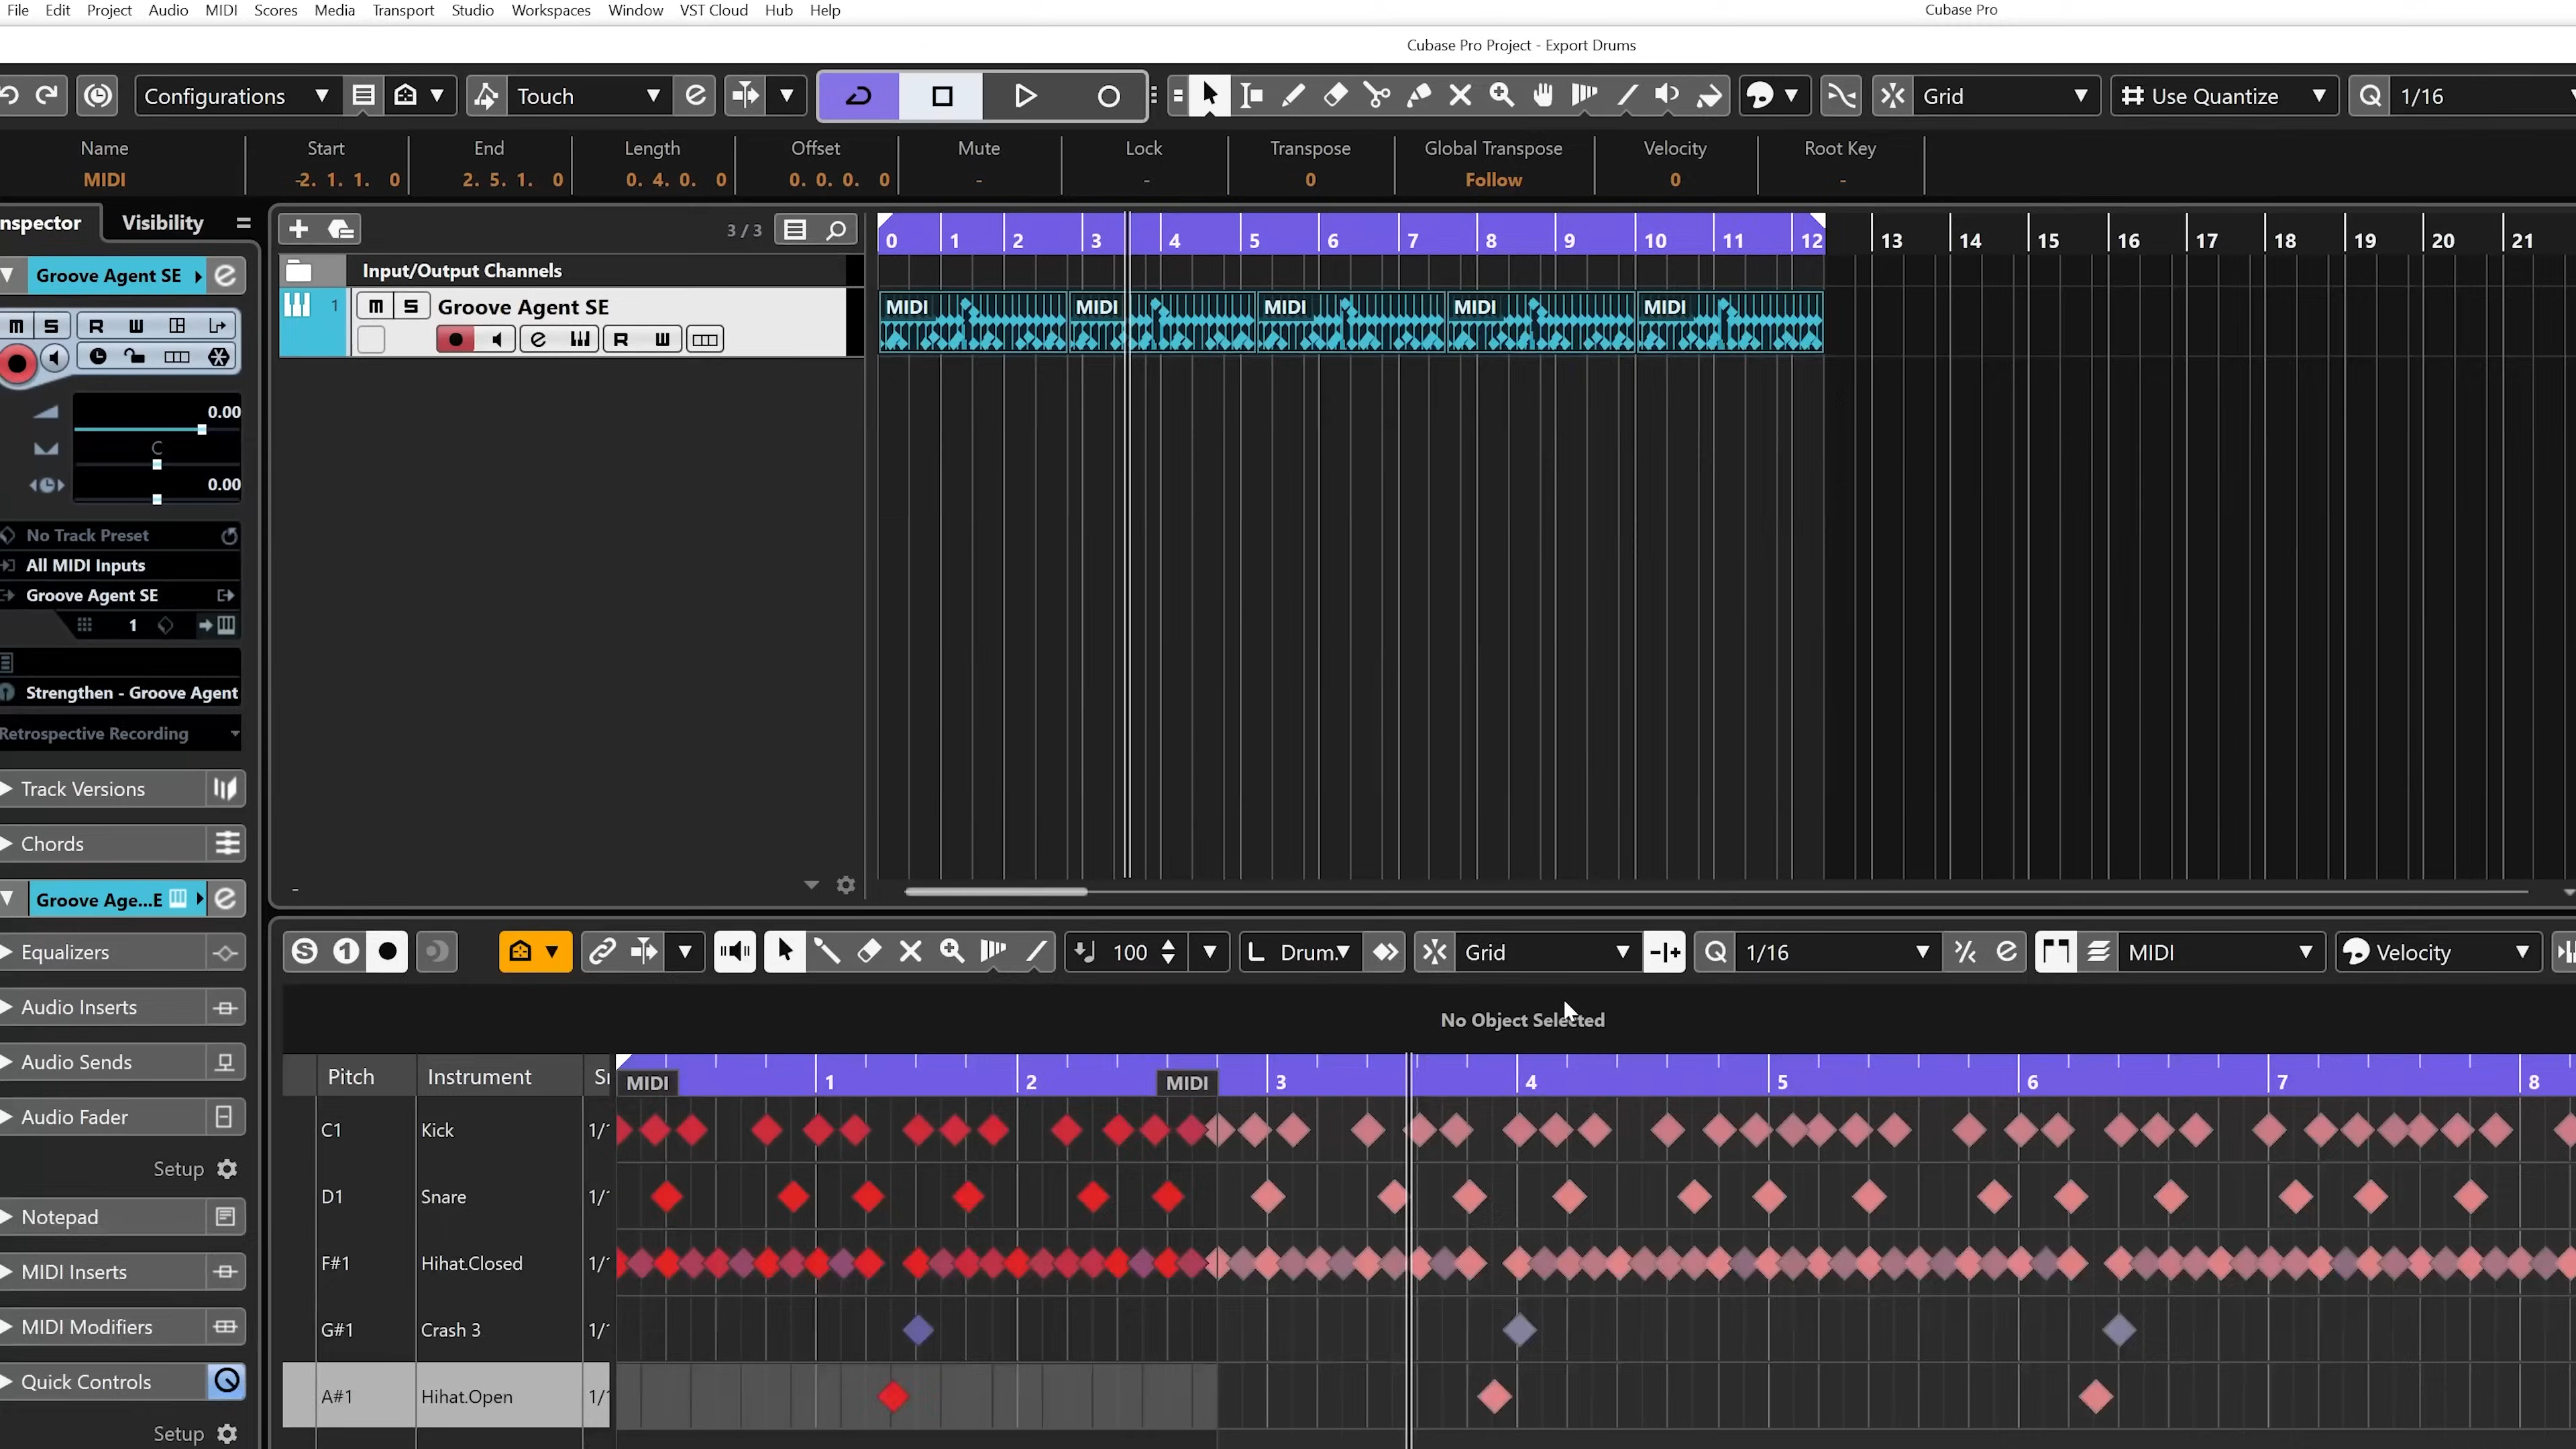 File Edit Project Audio MIDI Scores Media Transport Studio Workspaces Window VST Cloud Hub Help Cubase Pro
Cubase Pro Project - Export Drums
Configurations Touch Grid Use Quantize 1/16
Name Start End Length Offset Mute Lock Transpose Global Transpose Velocity Root Key
MIDI -2. 1. 1. 0 2. 5. 1. 0 0. 4. 0. 0 0. 0. 0. 0 - - 0 Follow 0 -
nspector Visibility 3 / 3 0 1 2 3 4 5 6 7 8 9 10 11 12 13 14 15 16 17 18 19 20 21
Groove Agent SE Input/Output Channels
1 M S Groove Agent SE MIDI MIDI MIDI MIDI MIDI
M S R W R W
0.00
C
0.00
No Track Preset
All MIDI Inputs
Groove Agent SE
1
Strengthen - Groove Agent
Retrospective Recording
Track Versions
Chords
-
Groove Age...E
Equalizers S 1 100 L Drum. Grid Q 1/16 MIDI Velocity
Audio Inserts
No Object Selected
Audio Sends
Pitch Instrument MIDI 1 2 MIDI 3 4 5 6 7 8
Audio Fader
C1 Kick
Setup
D1 Snare
Notepad
F#1 Hihat.Closed
MIDI Inserts
MIDI Modifiers
G#1 Crash 3
Quick Controls
A#1 Hihat.Open
Setup